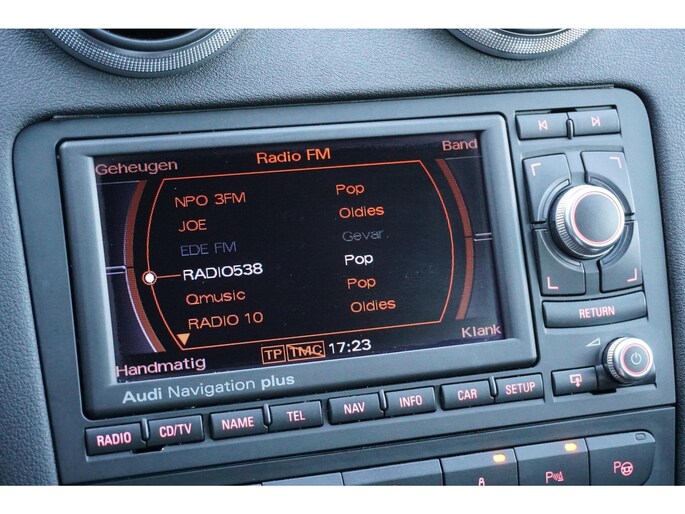 Radio FM
Geheugen Band
NPO 3FM Pop
JOE Oldies
EDE FM Gevar.
RADIO538 Pop
Qmusic Pop
RADIO 10 Oldies
Handmatig TP TMC 17:23 Klank
Audi Navigation plus
RETURN
RADIO CD/TV NAME TEL NAV INFO CAR SETUP
P P